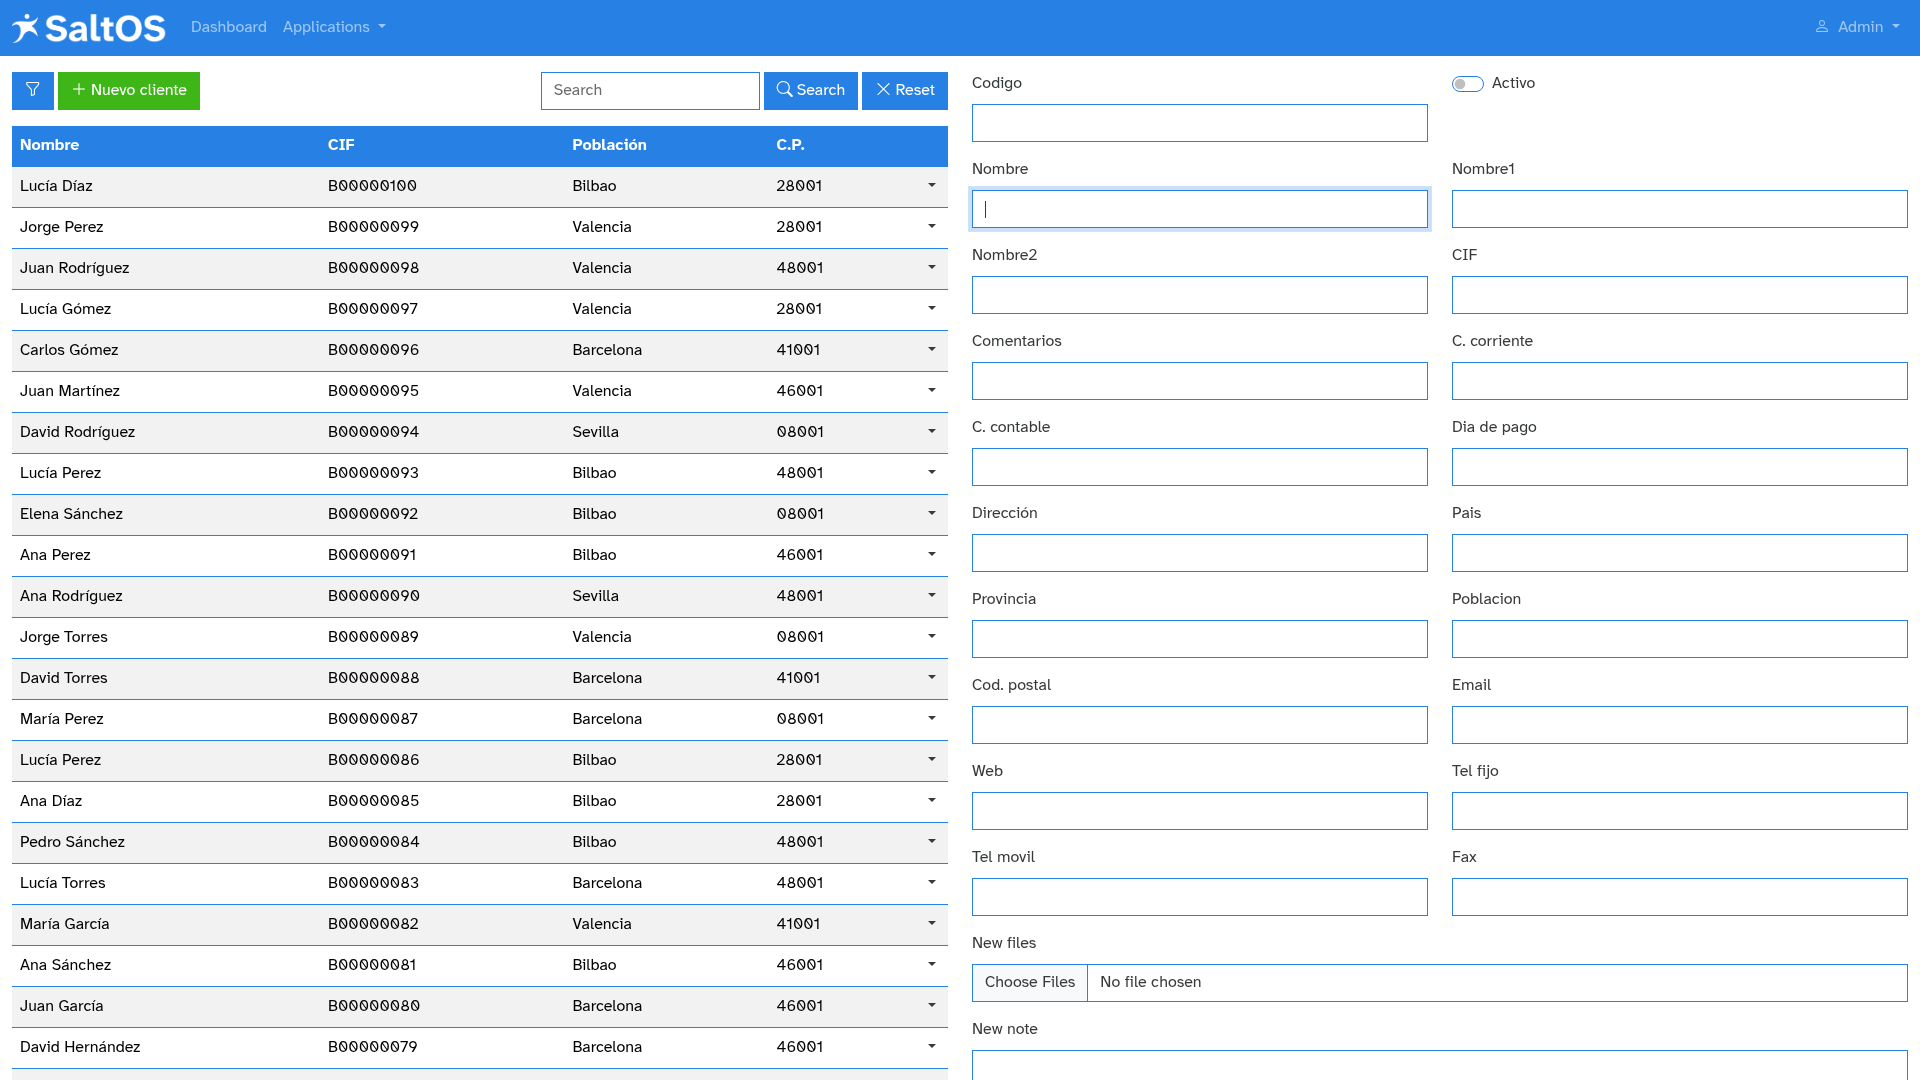 SaltOS Dashboard Applications Admin
Nuevo cliente Search Search Reset
Nombre CIF Población C.P.
Lucía Díaz B00000100 Bilbao 28001
Jorge Perez B00000099 Valencia 28001
Juan Rodríguez B00000098 Valencia 48001
Lucía Gómez B00000097 Valencia 28001
Carlos Gómez B00000096 Barcelona 41001
Juan Martínez B00000095 Valencia 46001
David Rodríguez B00000094 Sevilla 08001
Lucía Perez B00000093 Bilbao 48001
Elena Sánchez B00000092 Bilbao 08001
Ana Perez B00000091 Bilbao 46001
Ana Rodríguez B00000090 Sevilla 48001
Jorge Torres B00000089 Valencia 08001
David Torres B00000088 Barcelona 41001
María Perez B00000087 Barcelona 08001
Lucía Perez B00000086 Bilbao 28001
Ana Díaz B00000085 Bilbao 28001
Pedro Sánchez B00000084 Bilbao 48001
Lucía Torres B00000083 Barcelona 48001
María García B00000082 Valencia 41001
Ana Sánchez B00000081 Bilbao 46001
Juan García B00000080 Barcelona 46001
David Hernández B00000079 Barcelona 46001
Codigo Activo
Nombre Nombre1
Nombre2 CIF
Comentarios C. corriente
C. contable Dia de pago
Dirección Pais
Provincia Poblacion
Cod. postal Email
Web Tel fijo
Tel movil Fax
New files
Choose Files No file chosen
New note